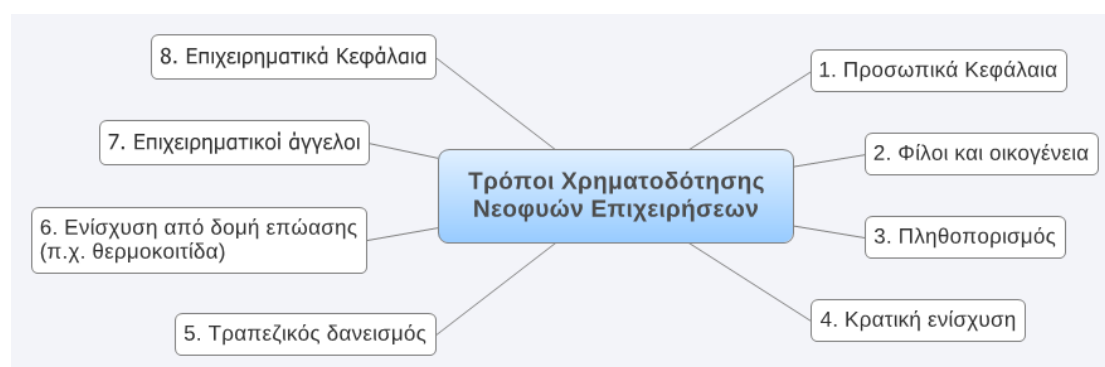 Τρόποι Χρηματοδότησης
Νεοφυών Επιχειρήσεων
1. Προσωπικά Κεφάλαια
2. Φίλοι και οικογένεια
3. Πληθοπορισμός
4. Κρατική ενίσχυση
5. Τραπεζικός δανεισμός
6. Ενίσχυση από δομή επώασης
(π.χ. θερμοκοιτίδα)
7. Επιχειρηματικοί άγγελοι
8. Επιχειρηματικά Κεφάλαια